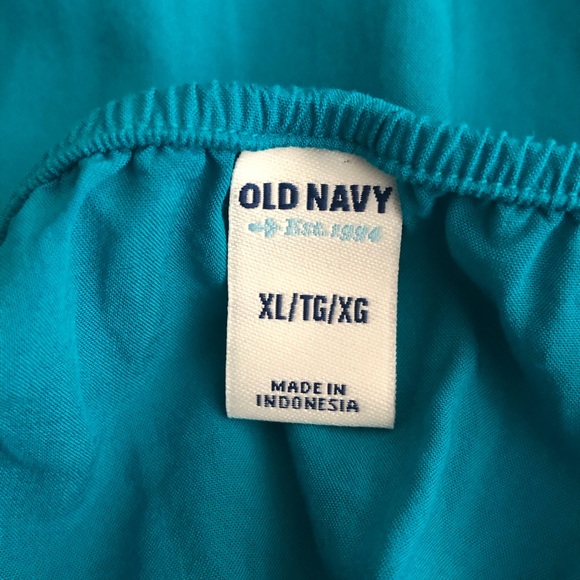 OLD NAVY
Est. 1994
XL/TG/XG
MADE IN
INDONESIA